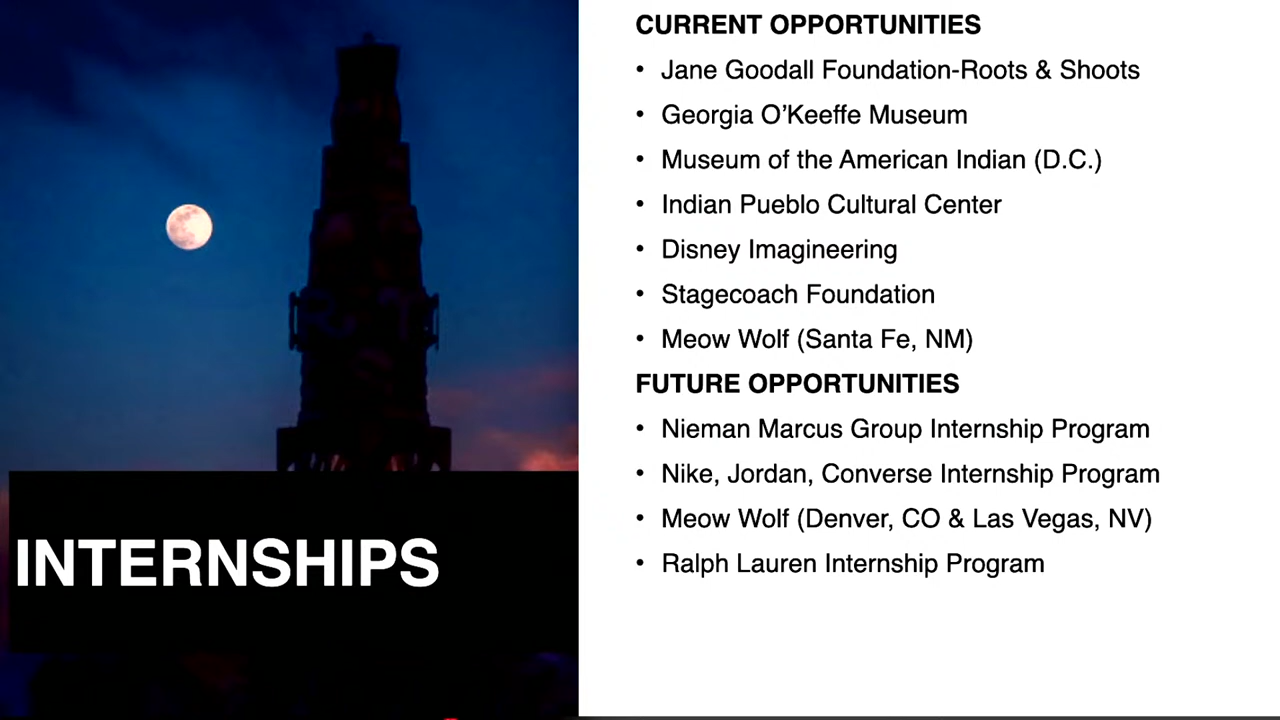 INTERNSHIPS
CURRENT OPPORTUNITIES
• Jane Goodall Foundation-Roots & Shoots
• Georgia O’Keeffe Museum
• Museum of the American Indian (D.C.)
• Indian Pueblo Cultural Center
• Disney Imagineering
• Stagecoach Foundation
• Meow Wolf (Santa Fe, NM)
FUTURE OPPORTUNITIES
• Nieman Marcus Group Internship Program
• Nike, Jordan, Converse Internship Program
• Meow Wolf (Denver, CO & Las Vegas, NV)
• Ralph Lauren Internship Program